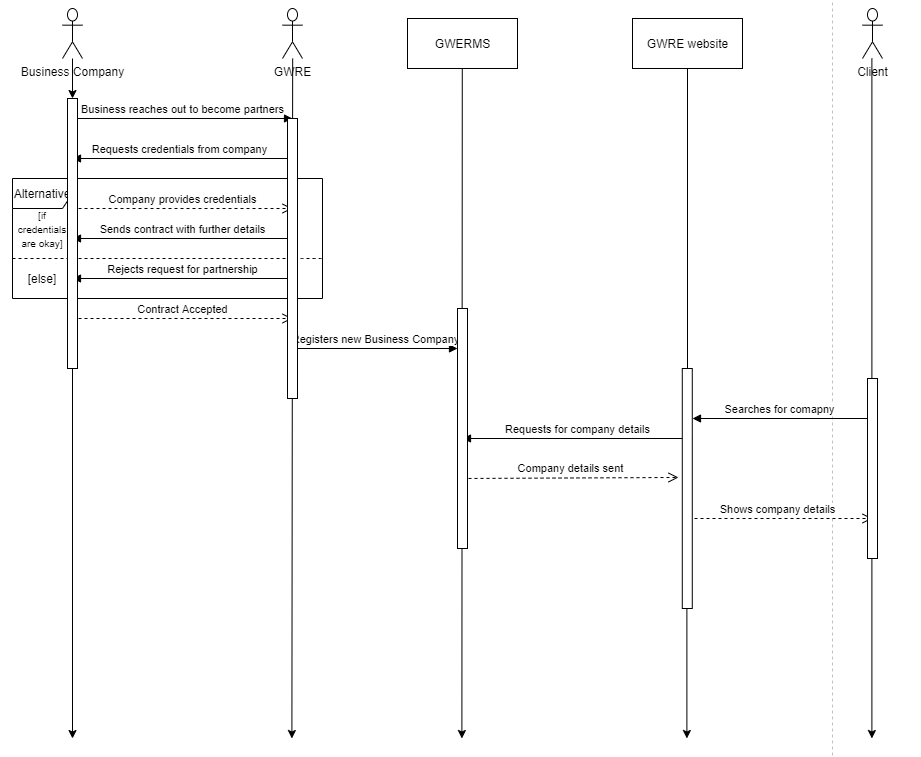 Business Company
GWRE
GWERMS
GWRE website
Client
Business reaches out to become partners
Requests credentials from company
Alternative
Company provides credentials
[if
credentials
are okay]
Sends contract with further details
Rejects request for partnership
[else]
Contract Accepted
Registers new Business Company
Searches for comapny
Requests for company details
Company details sent
Shows company details